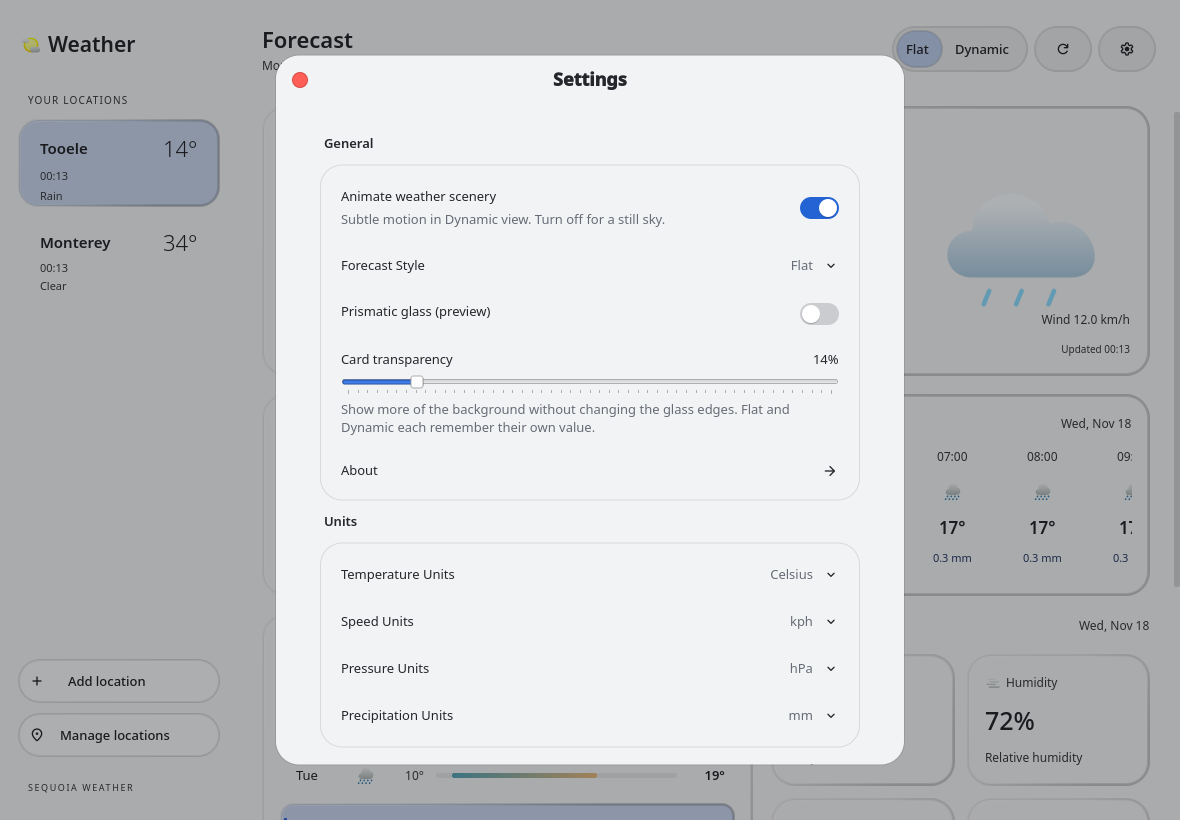 Weather
YOUR LOCATIONS
Tooele
14°
00:13
Rain
Monterey
34°
00:13
Clear
Add location
Manage locations
SEQUOIA WEATHER
Forecast
Flat
Dynamic
Settings
General
Animate weather scenery
Subtle motion in Dynamic view. Turn off for a still sky.
Forecast Style
Flat
Prismatic glass (preview)
Card transparency
14%
Show more of the background without changing the glass edges. Flat and
Dynamic each remember their own value.
About
Units
Temperature Units
Celsius
Speed Units
kph
Pressure Units
hPa
Precipitation Units
mm
Wind 12.0 km/h
Updated 00:13
Wed, Nov 18
07:00
08:00
17°
17°
0.3 mm
0.3 mm
0.3
Wed, Nov 18
Humidity
72%
Relative humidity
Tue
10°
19°